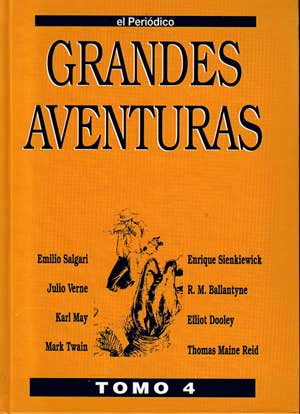 el Periódico
GRANDES
AVENTURAS
Emilio Salgari
Julio Verne
Karl May
Mark Twain
Enrique Sienkiewick
R. M. Ballantyne
Elliot Dooley
Thomas Maine Reid
TOMO 4